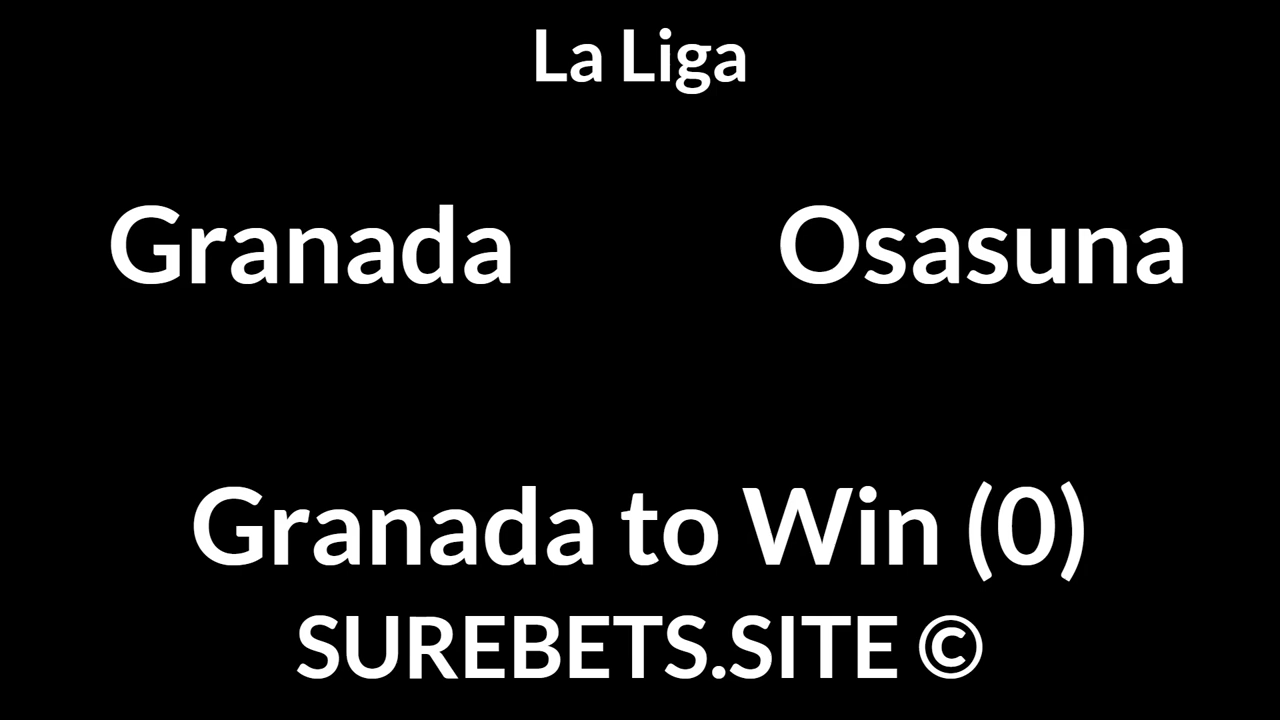 La Liga
Granada Osasuna
Granada to Win (0)
SUREBETS.SITE ©